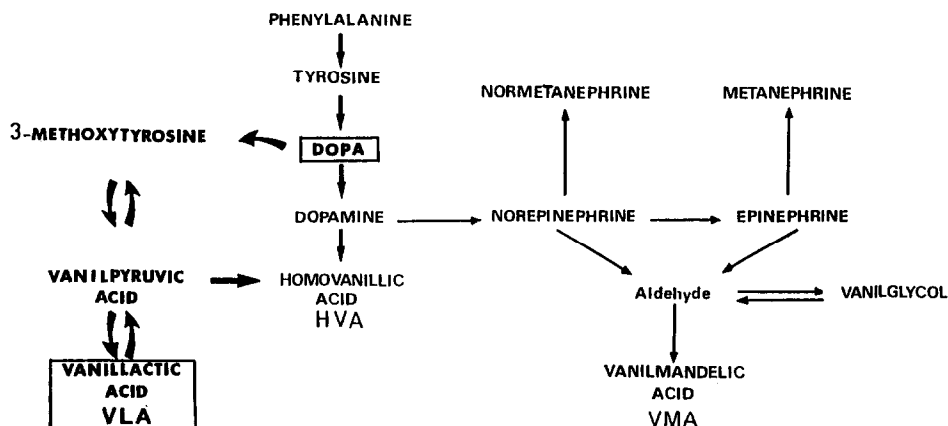 PHENYLALANINE
TYROSINE
NORMETANEPHRINE
METANEPHRINE
3-METHOXYTYROSINE
DOPA
DOPAMINE
NOREPINEPHRINE
EPINEPHRINE
VANILPYRUVIC
ACID
HOMOVANILLIC
ACID
HVA
Aldehyde
VANILGLYCOL
VANILLACTIC
ACID
VLA
VANILMANDELIC
ACID
VMA